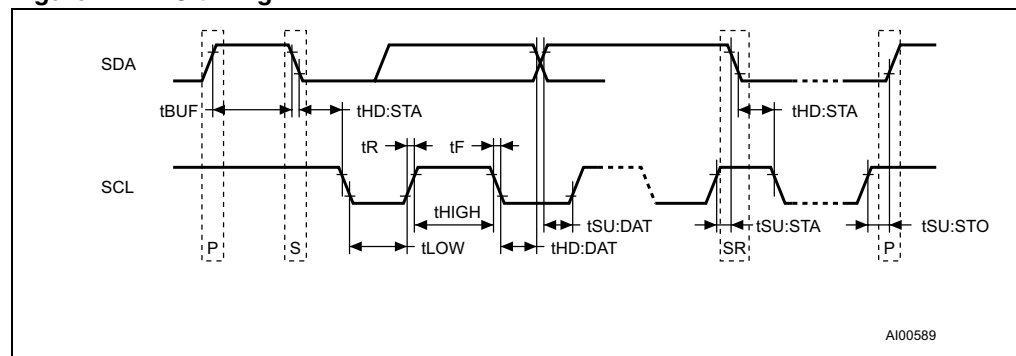 SDA
tBUF
tHD:STA
tHD:STA
tR
tF
SCL
tHIGH
tSU:DAT
tSU:STA
tSU:STO
P
S
tLOW
tHD:DAT
SR
P
AI00589